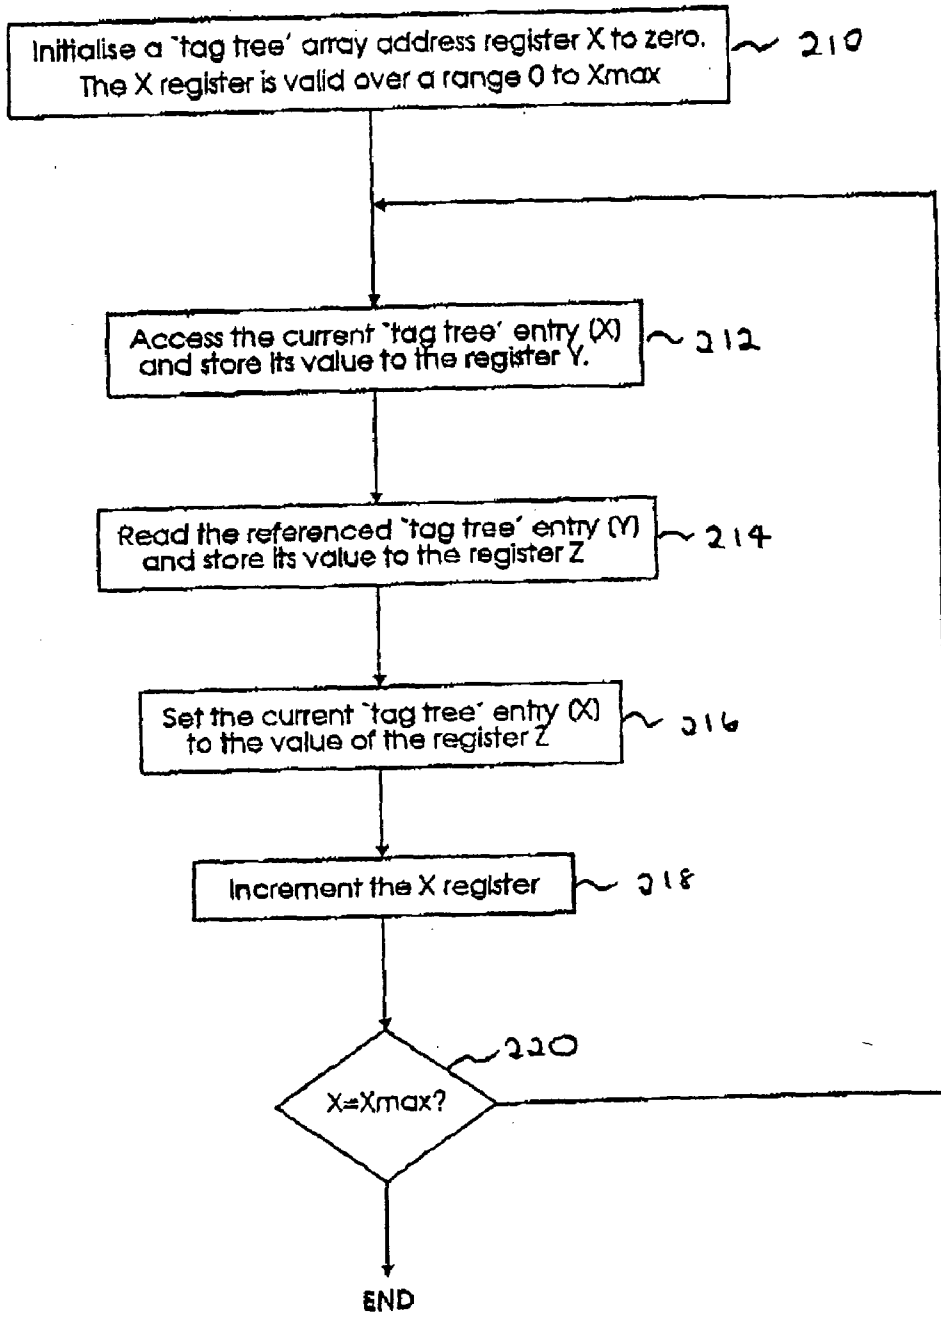 Initialise a `tag tree' array address register X to zero.
The X register is valid over a range 0 to Xmax
210
Access the current `tag tree' entry (X)
and store its value to the register Y.
212
Read the referenced `tag tree' entry (Y)
and store its value to the register Z
214
Set the current `tag tree' entry (X)
to the value of the register Z
216
Increment the X register
218
220
X=Xmax?
END